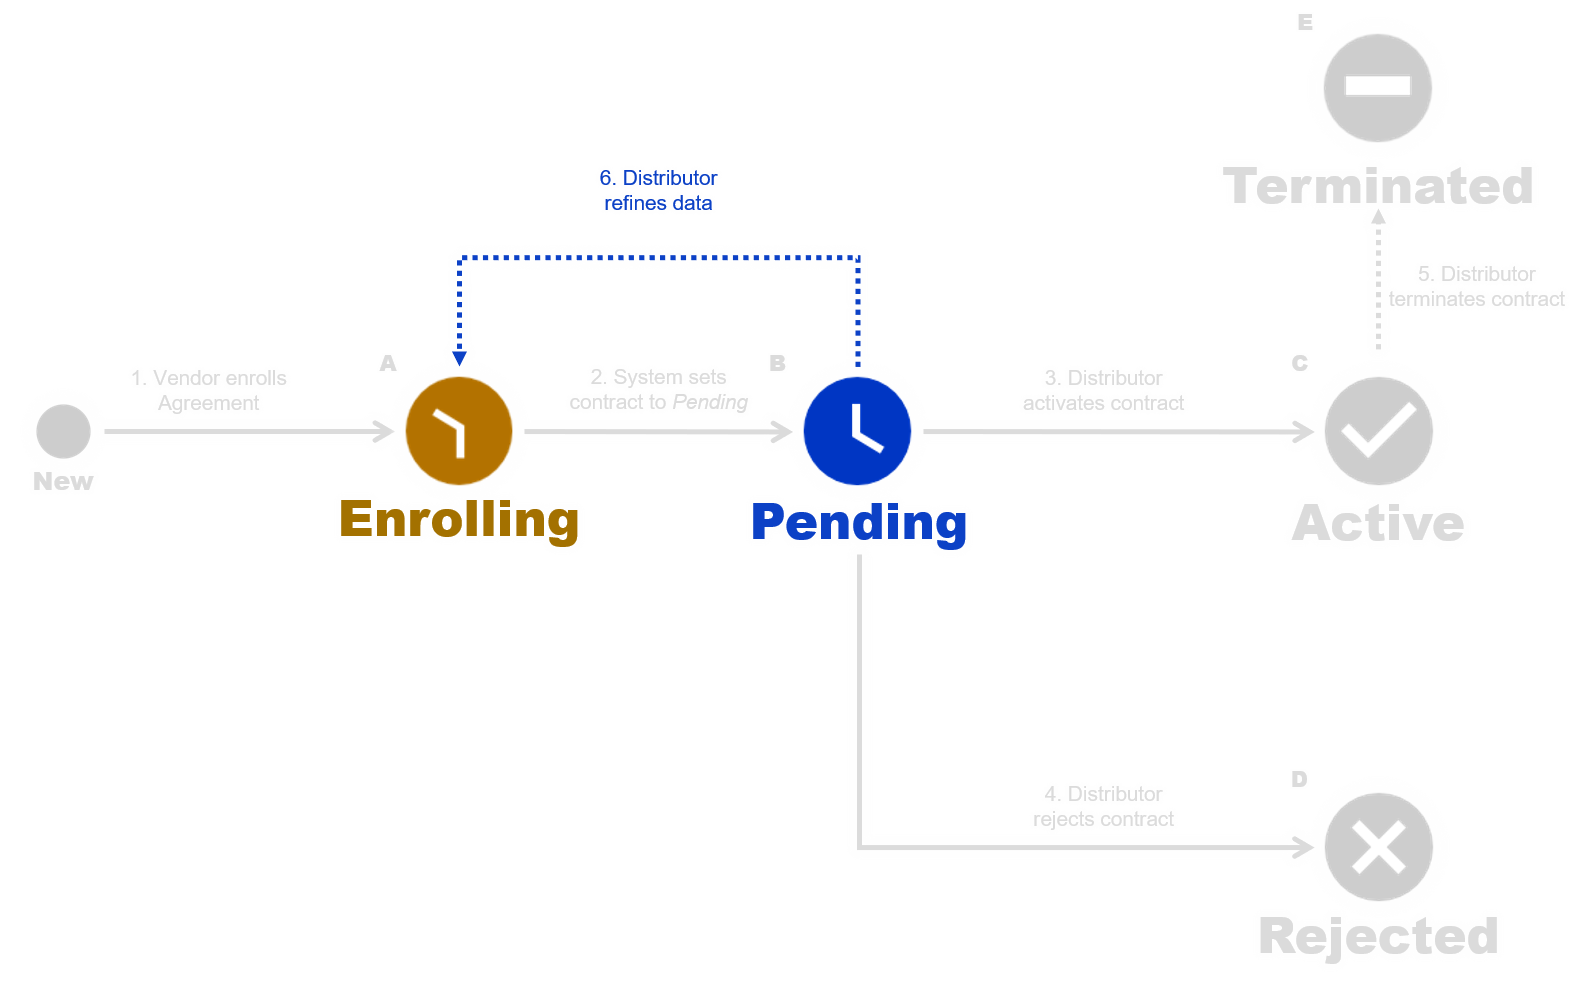 E
Terminated
6. Distributor
refines data
5. Distributor
terminates contract
A
B
C
1. Vendor enrolls
Agreement
2. System sets
contract to Pending
3. Distributor
activates contract
New
Enrolling
Pending
Active
D
4. Distributor
rejects contract
Rejected